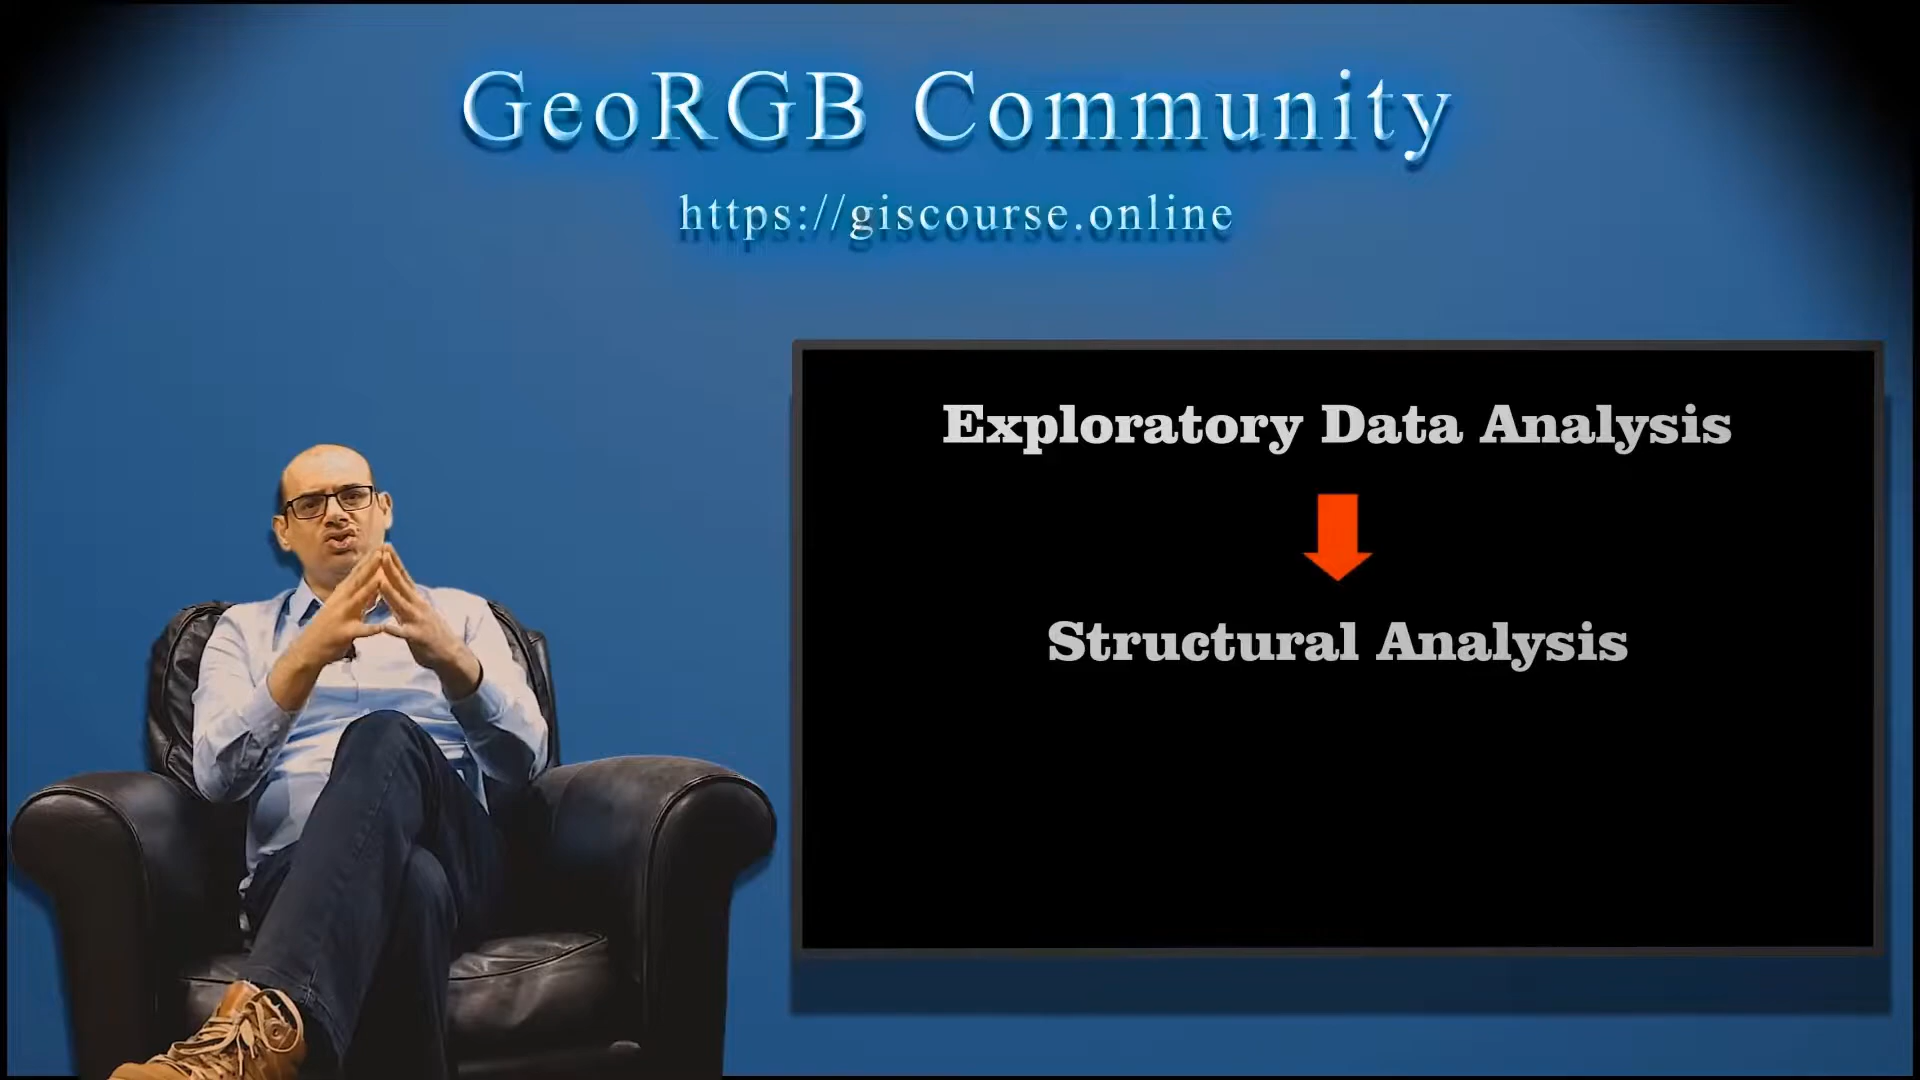 GeoRGB Community
https://giscourse.online
Exploratory Data Analysis
Structural Analysis